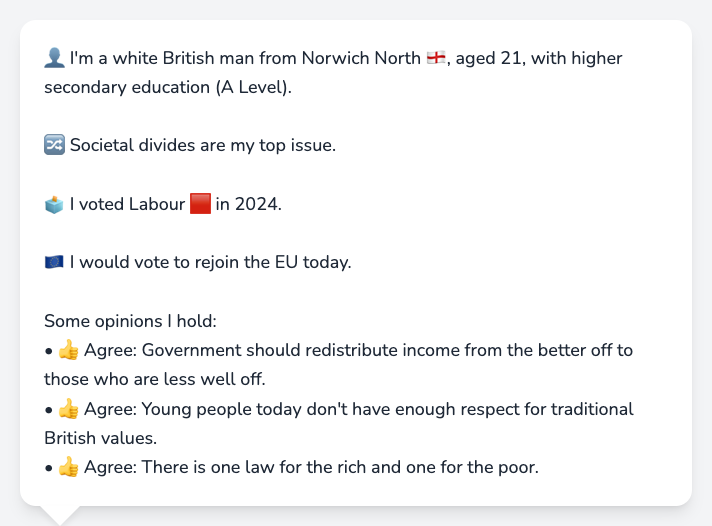 👤 I'm a white British man from Norwich North 🏴󠁧󠁢󠁥󠁮󠁧󠁿, aged 21, with higher
secondary education (A Level).
🔀 Societal divides are my top issue.
🗳️ I voted Labour 🟥 in 2024.
🇪🇺 I would vote to rejoin the EU today.
Some opinions I hold:
• 👍 Agree: Government should redistribute income from the better off to
those who are less well off.
• 👍 Agree: Young people today don't have enough respect for traditional
British values.
• 👍 Agree: There is one law for the rich and one for the poor.